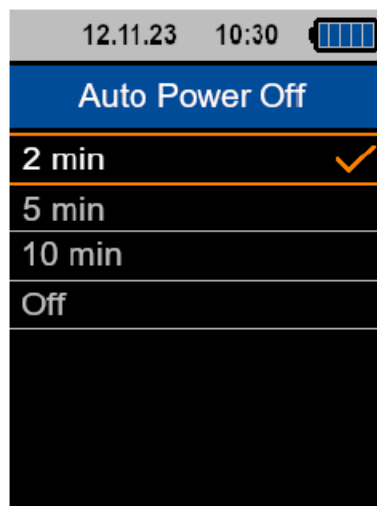 12.11.23 10:30
Auto Power Off
2 min
5 min
10 min
Off